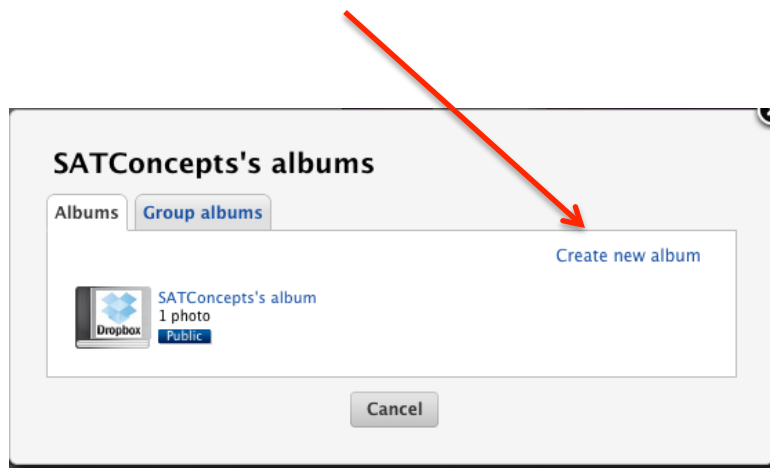 SATConcepts's albums
Albums
Group albums
Create new album
SATConcepts's album
1 photo
Dropbox
Public
Cancel